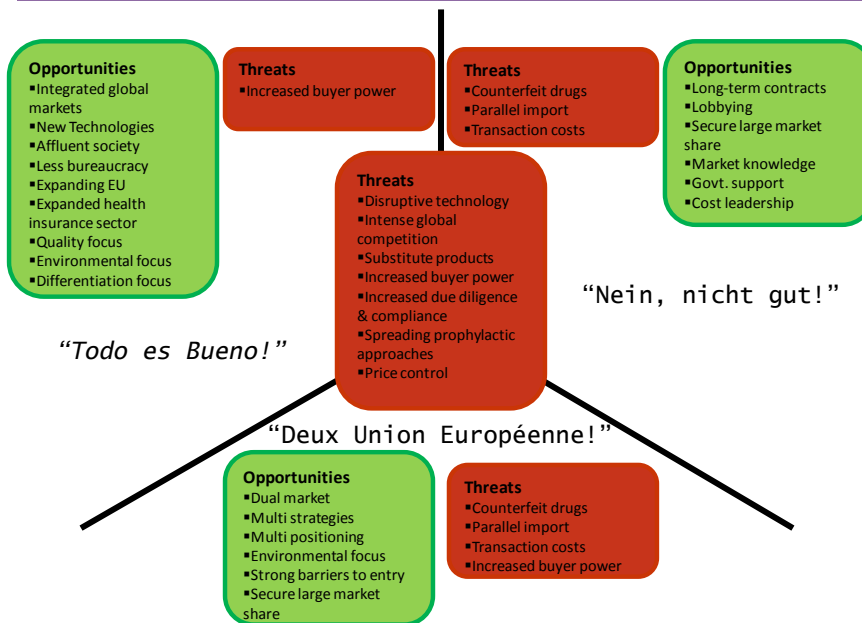 Opportunities
▪Integrated global
markets
▪New Technologies
▪Affluent society
▪Less bureaucracy
▪Expanding EU
▪Expanded health
insurance sector
▪Quality focus
▪Environmental focus
▪Differentiation focus
Threats
▪Increased buyer power
Threats
▪Counterfeit drugs
▪Parallel import
▪Transaction costs
Opportunities
▪Long-term contracts
▪Lobbying
▪Secure large market
share
▪Market knowledge
▪Govt. support
▪Cost leadership
Threats
▪Disruptive technology
▪Intense global
competition
▪Substitute products
▪Increased buyer power
▪Increased due diligence
& compliance
▪Spreading prophylactic
approaches
▪Price control
“Todo es Bueno!”
“Nein, nicht gut!”
“Deux Union Européenne!”
Opportunities
▪Dual market
▪Multi strategies
▪Multi positioning
▪Environmental focus
▪Strong barriers to entry
▪Secure large market
share
Threats
▪Counterfeit drugs
▪Parallel import
▪Transaction costs
▪Increased buyer power